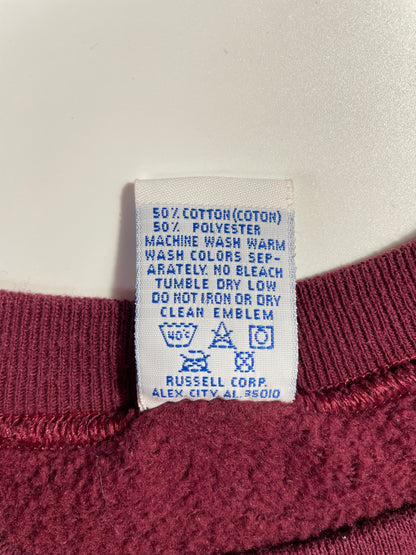 50% COTTON (COTON)
50% POLYESTER
MACHINE WASH WARM
WASH COLORS SEP-
ARATELY. NO BLEACH
TUMBLE DRY LOW
DO NOT IRON OR DRY
CLEAN EMBLEM
40°C
RUSSELL CORP.
ALEX. CITY, AL. 35010